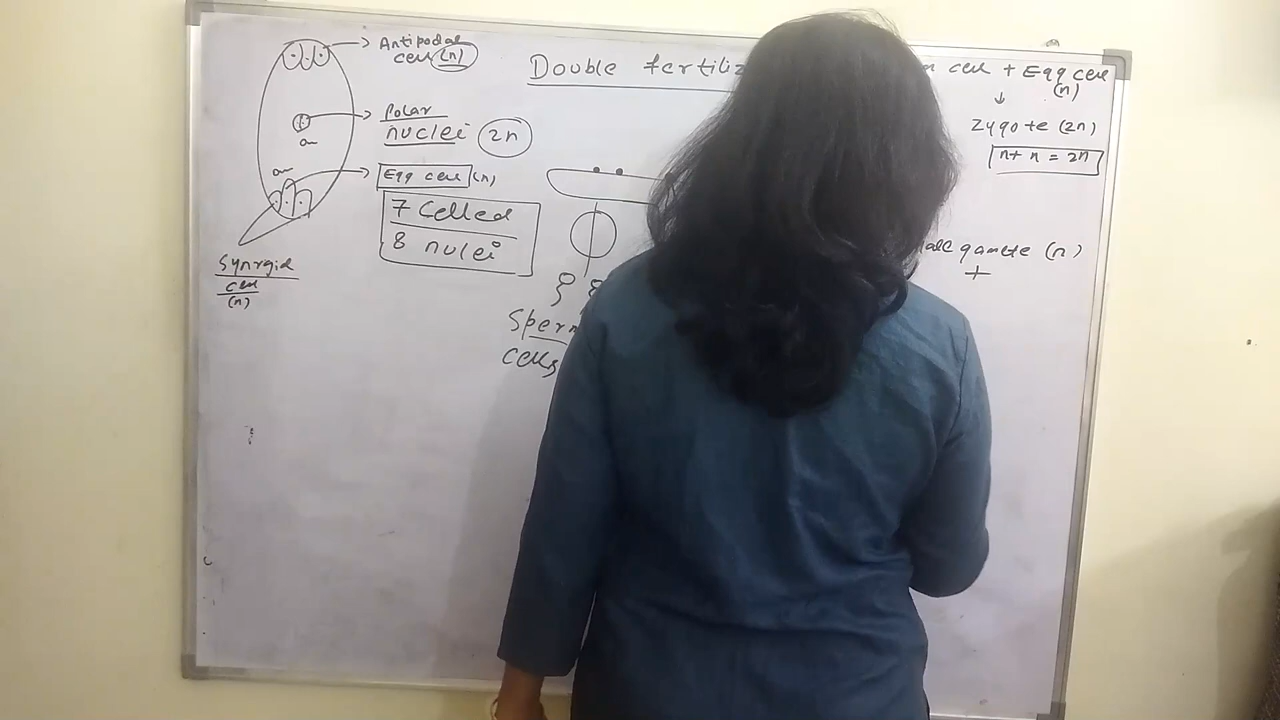 Antipodal
cell (n)
Double fertiliz
cell + Egg cell
(n)
↓
Zygote (2n)
n + n = 2n
Polar
nuclei 2n
Egg cell (n)
7 Celled
8 nulei
Synrgid
cell
(n)
Sperm
cells
gamete (n)
+